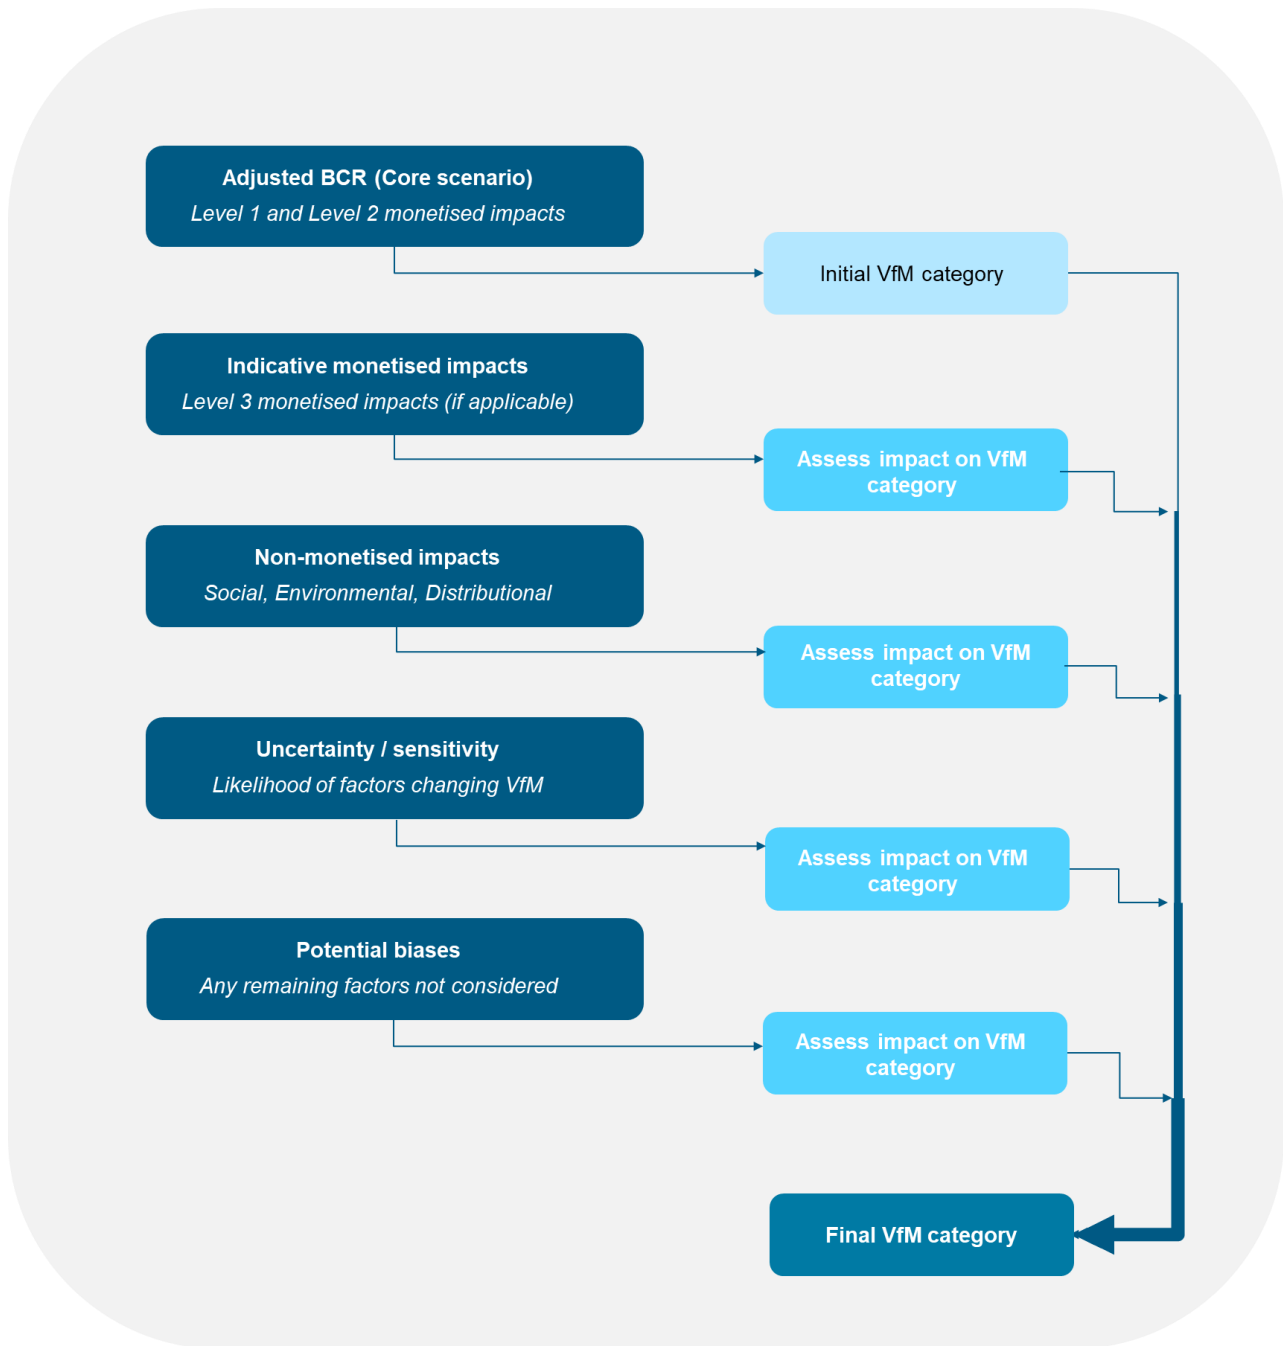 Adjusted BCR (Core scenario)
Level 1 and Level 2 monetised impacts
Initial VfM category
Indicative monetised impacts
Level 3 monetised impacts (if applicable)
Assess impact on VfM
category
Non-monetised impacts
Social, Environmental, Distributional
Assess impact on VfM
category
Uncertainty / sensitivity
Likelihood of factors changing VfM
Assess impact on VfM
category
Potential biases
Any remaining factors not considered
Assess impact on VfM
category
Final VfM category